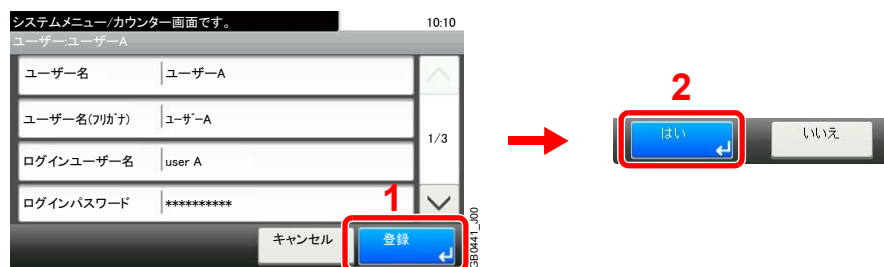 システムメニュー/カウンター画面です。 10:10
ユーザー:ユーザーA
ユーザー名 ユーザーA
ユーザー名(ﾌﾘｶﾞﾅ) ﾕｰｻﾞｰA
1/3
ログインユーザー名 user A
ログインパスワード **********
1
キャンセル 登録
GB0441_J00
2
はい いいえ